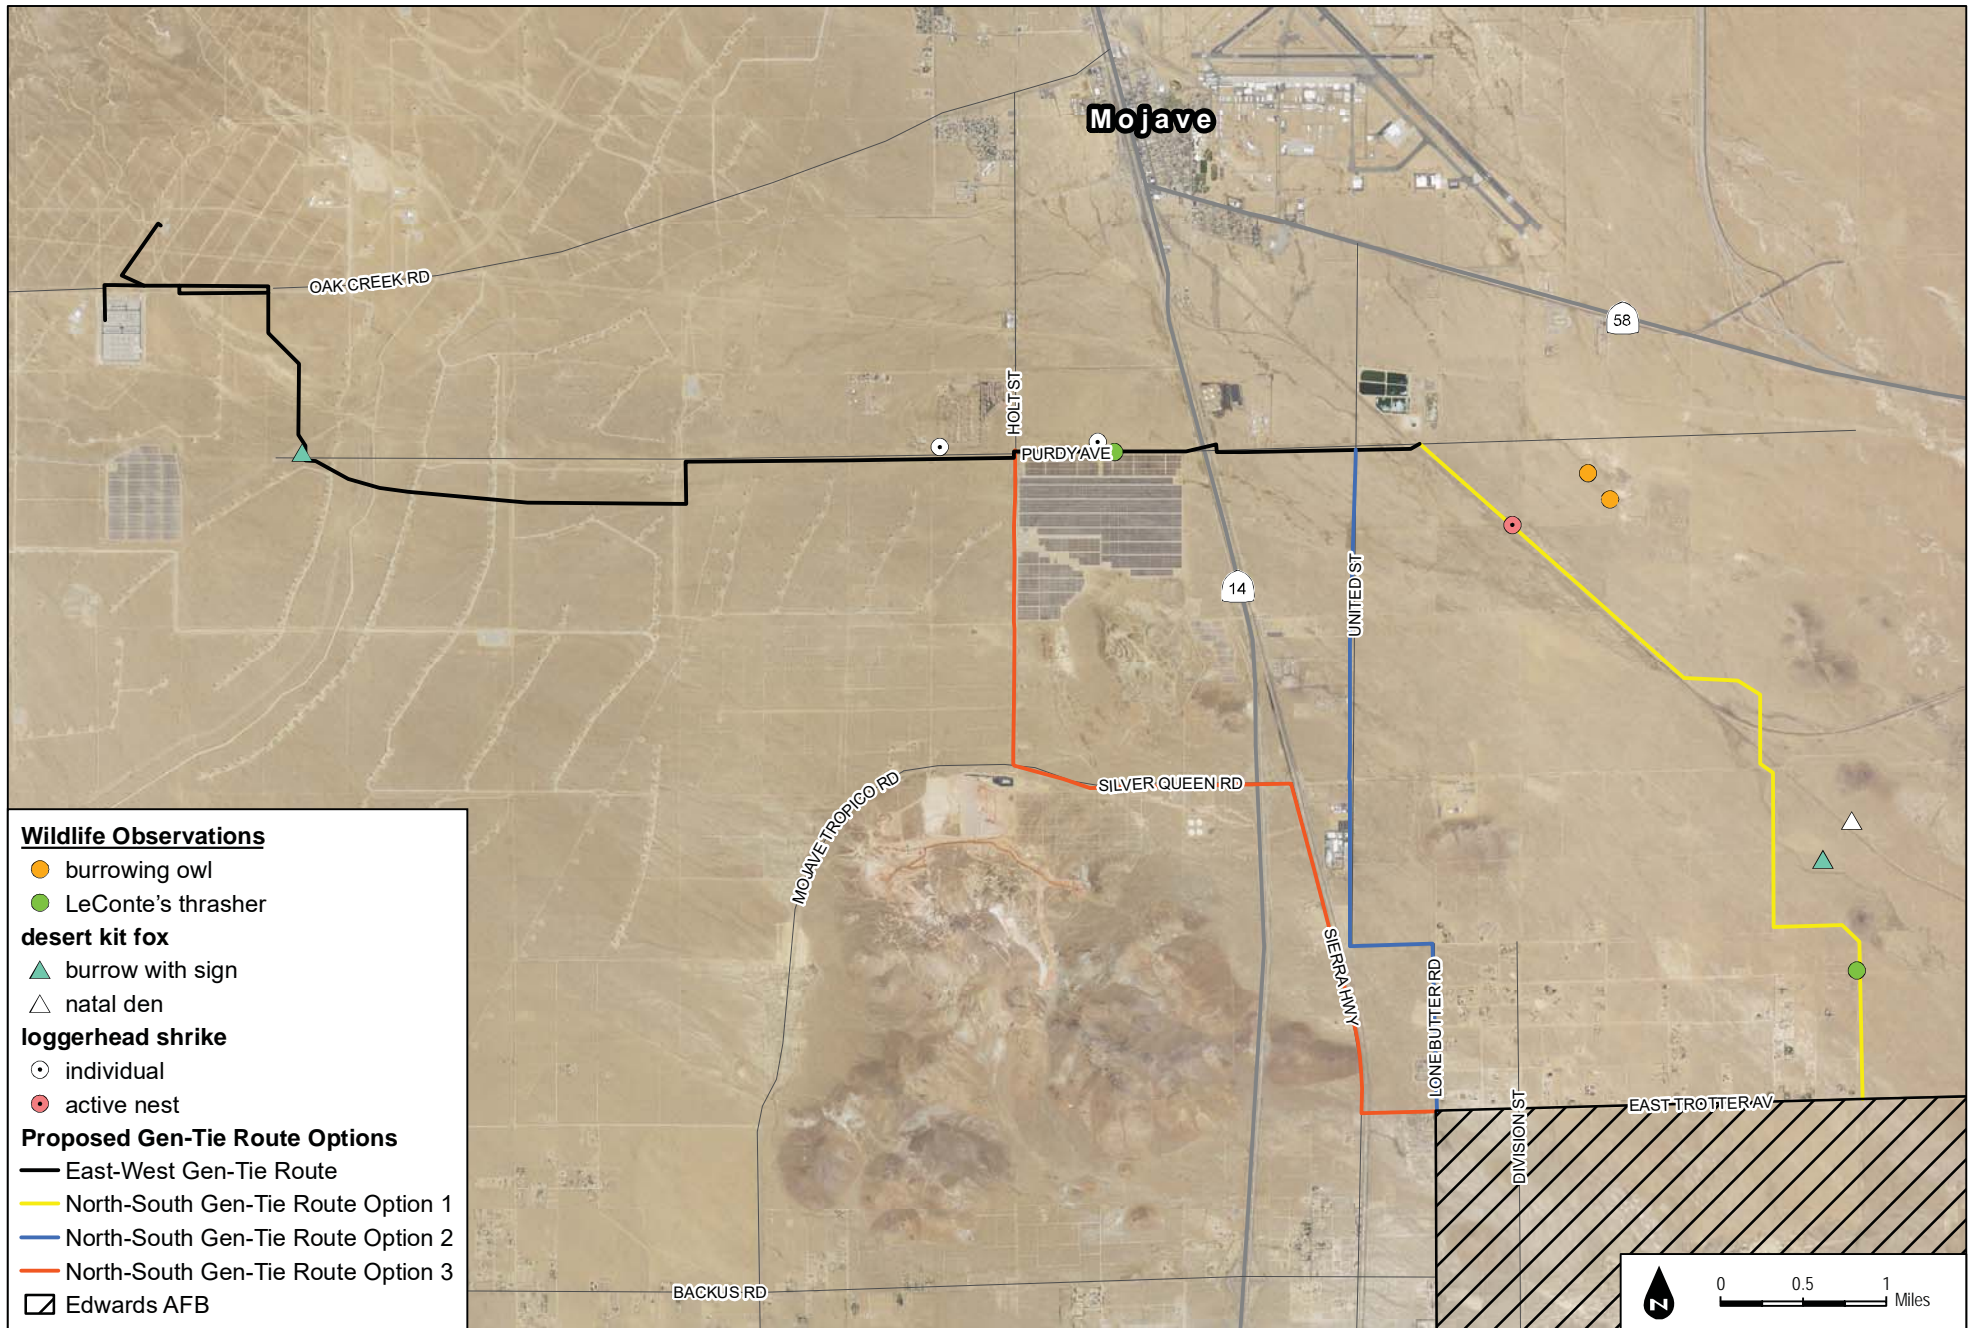 Mojave
OAK CREEK RD
58
HOLT ST
PURDY AVE
14
UNITED ST
SILVER QUEEN RD
MOJAVE TROPICO RD
SIERRA HWY
LONE BUTTER RD
DIVISION ST
EAST TROTTER AV
BACKUS RD
Wildlife Observations
burrowing owl
LeConte's thrasher
desert kit fox
burrow with sign
natal den
loggerhead shrike
individual
active nest
Proposed Gen-Tie Route Options
East-West Gen-Tie Route
North-South Gen-Tie Route Option 1
North-South Gen-Tie Route Option 2
North-South Gen-Tie Route Option 3
Edwards AFB
N
0 0.5 1
Miles